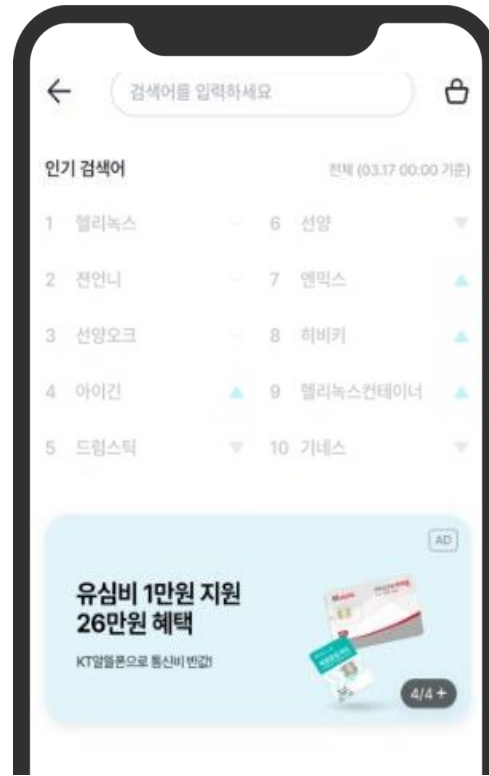 검색어를 입력하세요
인기 검색어
전체 (03.17 00:00 기준)
1 헬리녹스
2 젼언니
3 선양오크
4 아이긴
5 드럼스틱
6 선양
7 엔믹스
8 히비키
9 헬리녹스컨테이너
10 기네스
AD
유심비 1만원 지원
26만원 혜택
KT알뜰폰으로 통신비 반값!
4/4 +